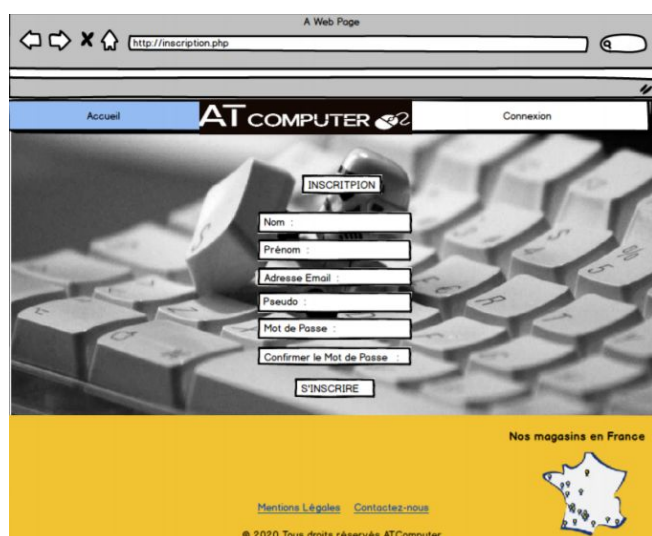 A Web Page
http://inscription.php
Accueil
AT COMPUTER
Connexion
INSCRITPION
Nom :
Prénom :
Adresse Email :
Pseudo :
Mot de Passe :
Confirmer le Mot de Passe :
S'INSCRIRE
Nos magasins en France
Mentions Légales Contactez-nous
© 2020 Tous droits réservés ATComputer